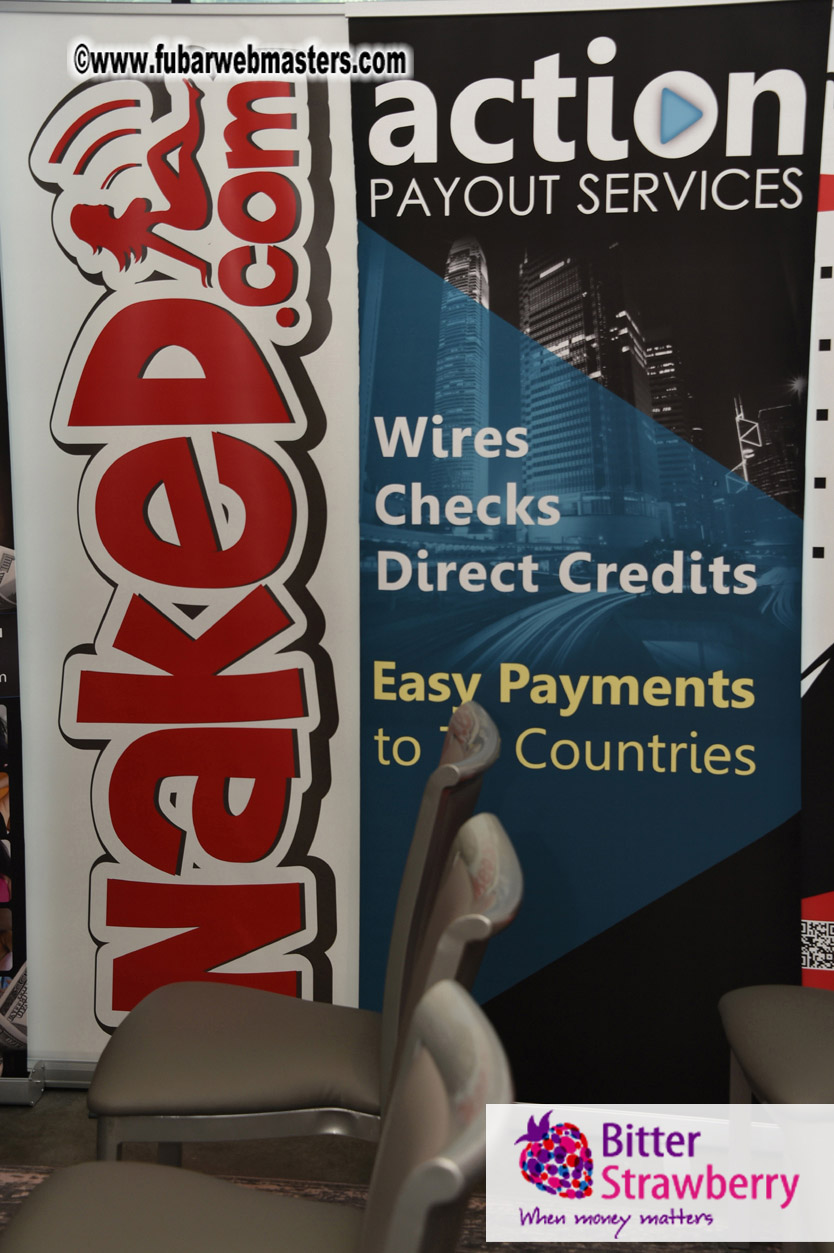 ©www.fubarwebmasters.com
Naked.com
action
PAYOUT SERVICES
Wires
Checks
Direct Credits
Easy Payments
to Countries
Bitter
Strawberry
When money matters